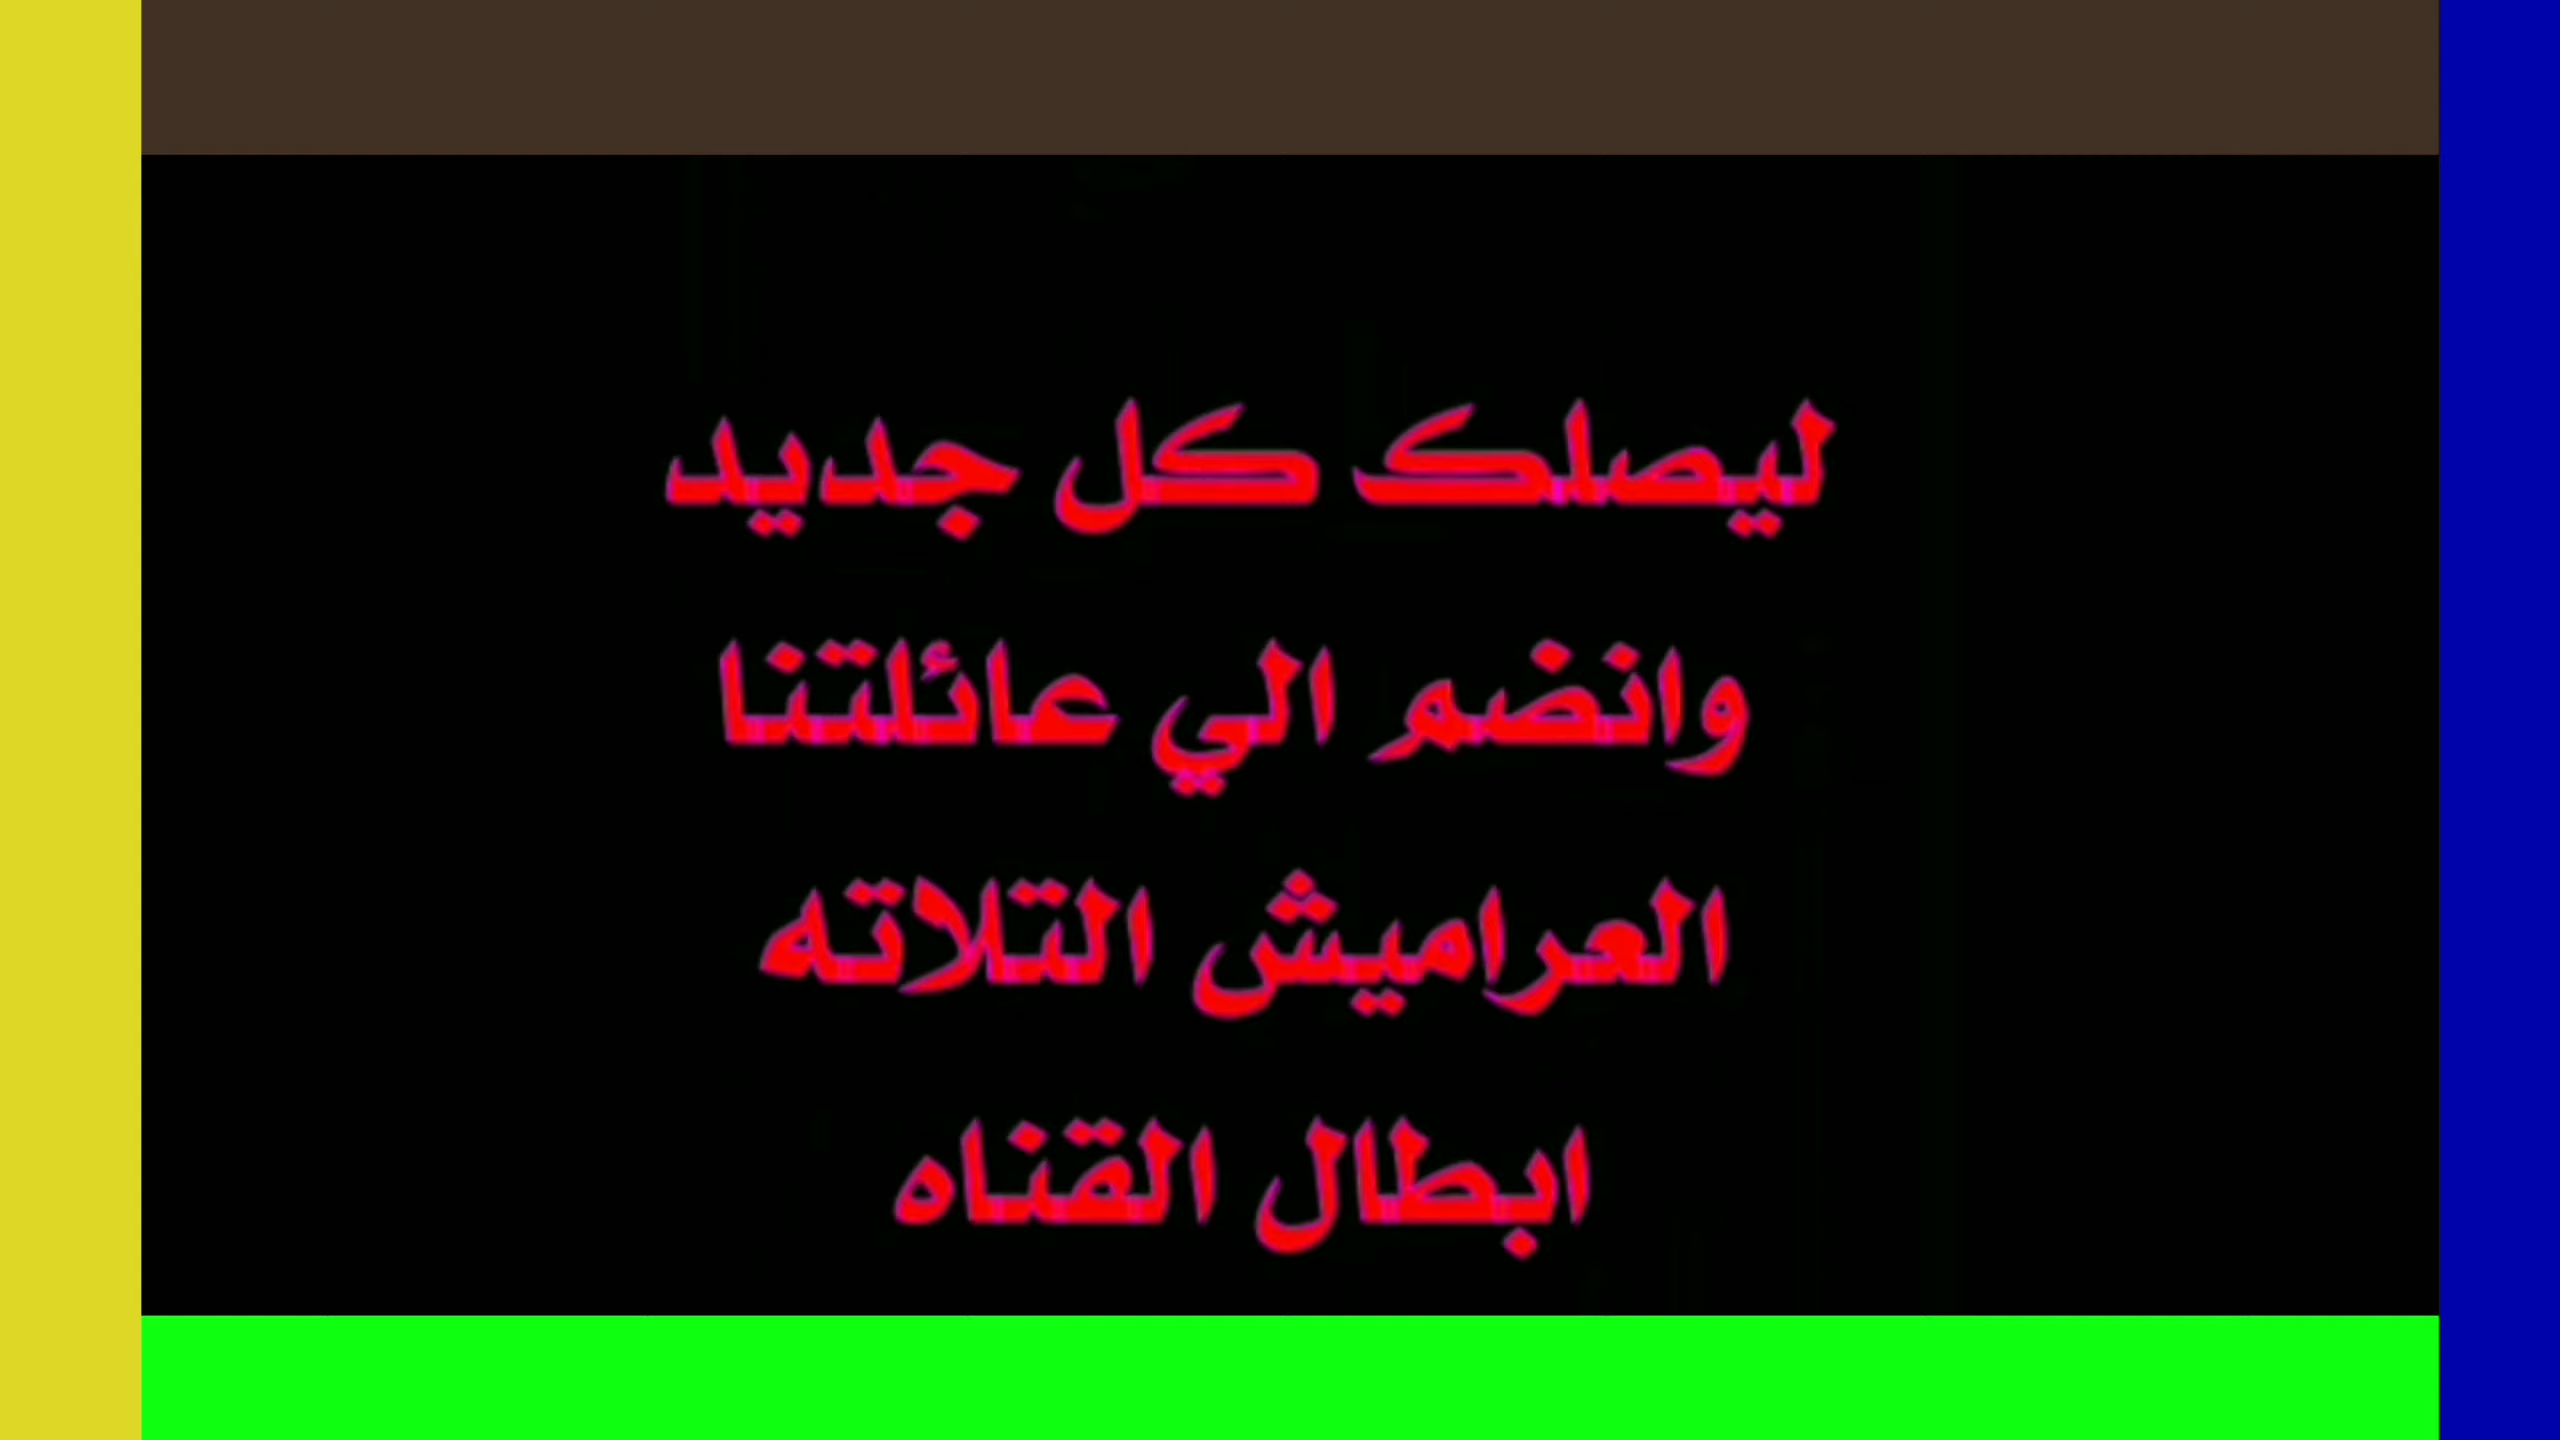 ليصلك كل جديد
وانضم الي عائلتنا
العراميش التلاته
ابطال القناه